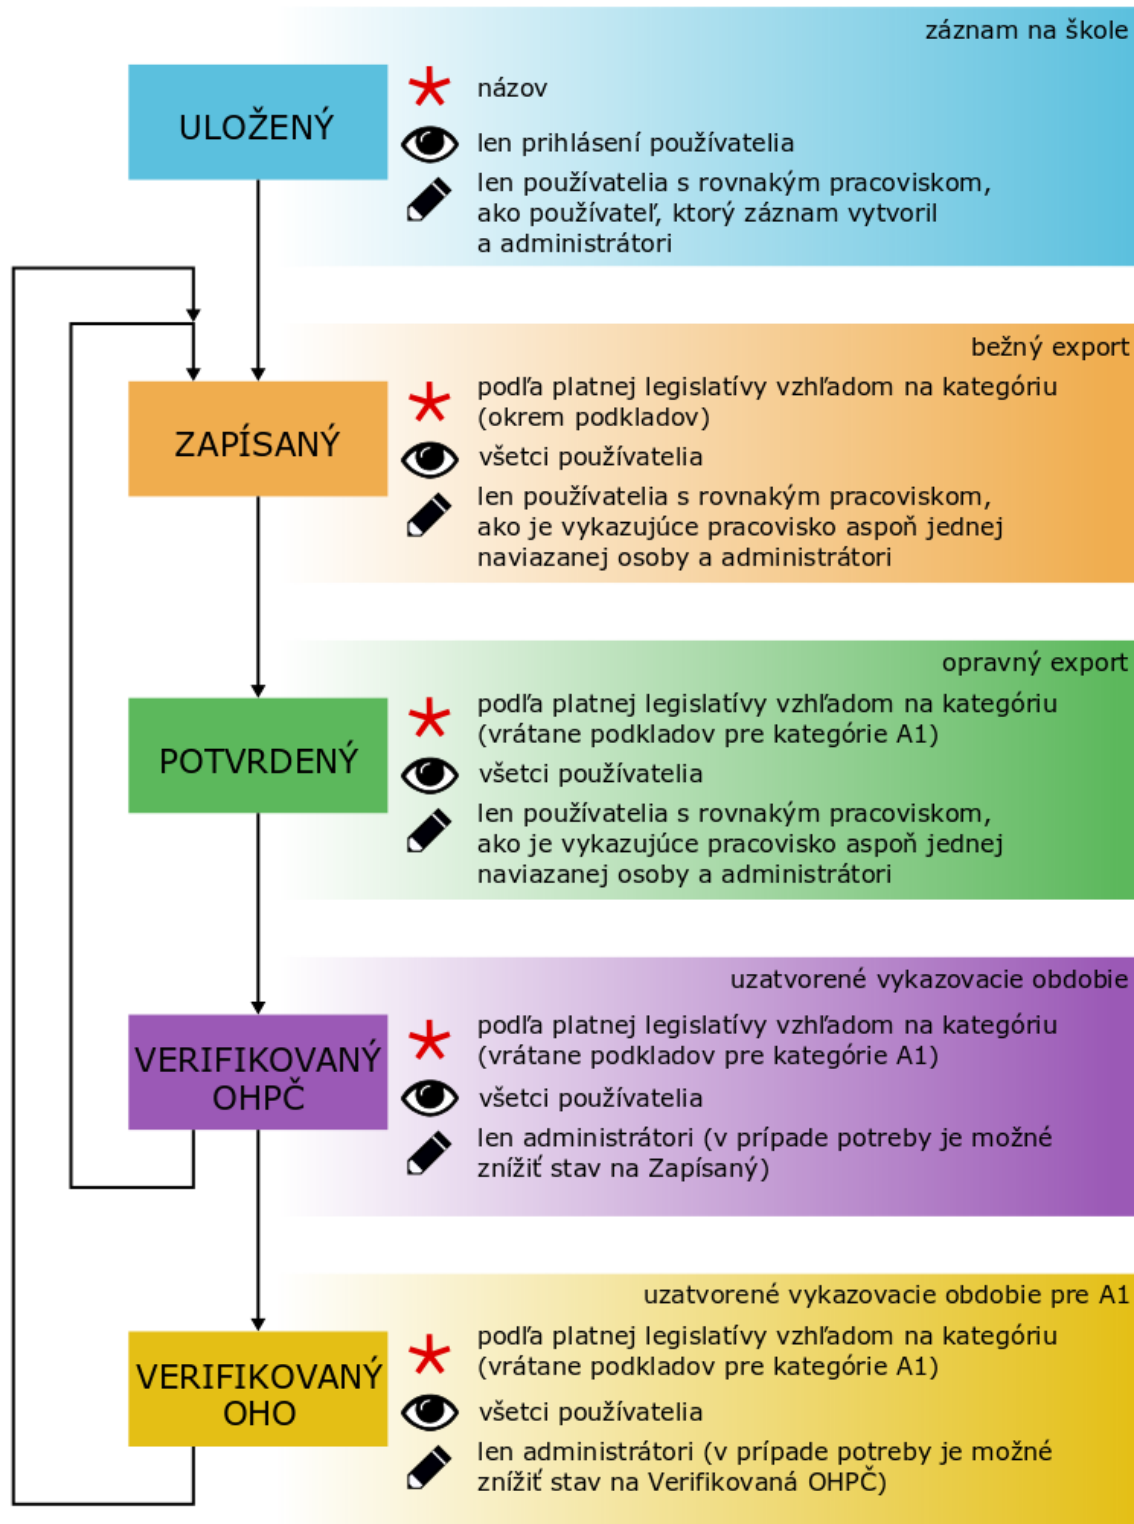 záznam na škole
ULOŽENÝ
názov
len prihlásení používatelia
len používatelia s rovnakým pracoviskom,
ako používateľ, ktorý záznam vytvoril
a administrátori
bežný export
ZAPÍSANÝ
podľa platnej legislatívy vzhľadom na kategóriu
(okrem podkladov)
všetci používatelia
len používatelia s rovnakým pracoviskom,
ako je vykazujúce pracovisko aspoň jednej
naviazanej osoby a administrátori
opravný export
POTVRDENÝ
podľa platnej legislatívy vzhľadom na kategóriu
(vrátane podkladov pre kategórie A1)
všetci používatelia
len používatelia s rovnakým pracoviskom,
ako je vykazujúce pracovisko aspoň jednej
naviazanej osoby a administrátori
uzatvorené vykazovacie obdobie
VERIFIKOVANÝ
OHPČ
podľa platnej legislatívy vzhľadom na kategóriu
(vrátane podkladov pre kategórie A1)
všetci používatelia
len administrátori (v prípade potreby je možné
znížiť stav na Zapísaný)
uzatvorené vykazovacie obdobie pre A1
VERIFIKOVANÝ
OHO
podľa platnej legislatívy vzhľadom na kategóriu
(vrátane podkladov pre kategórie A1)
všetci používatelia
len administrátori (v prípade potreby je možné
znížiť stav na Verifikovaná OHPČ)